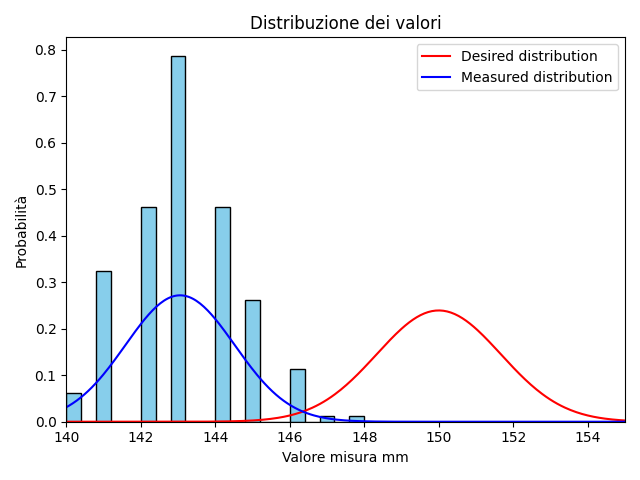 Distribuzione dei valori
Desired distribution
Measured distribution
Probabilità
0.8
0.7
0.6
0.5
0.4
0.3
0.2
0.1
0.0
140 142 144 146 148 150 152 154
Valore misura mm